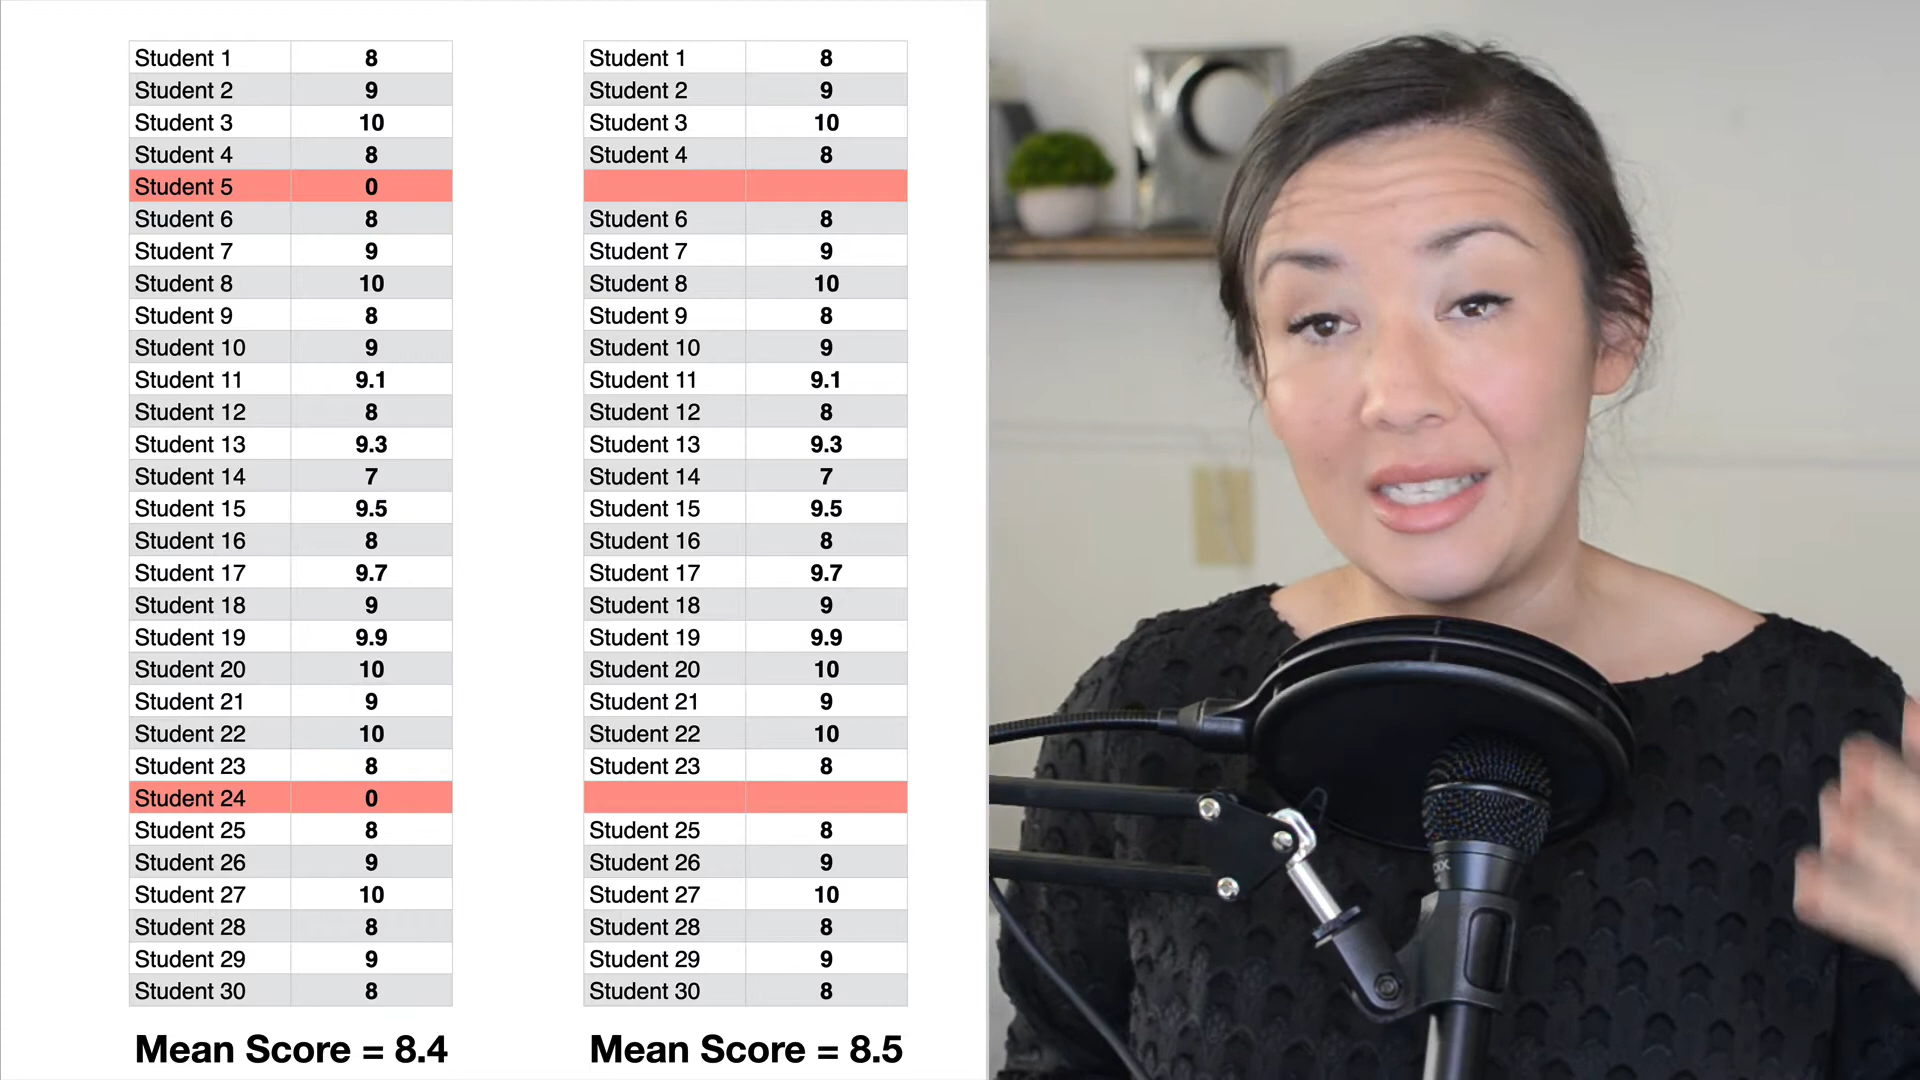 Student 1 8
Student 2 9
Student 3 10
Student 4 8
Student 5 0
Student 6 8
Student 7 9
Student 8 10
Student 9 8
Student 10 9
Student 11 9.1
Student 12 8
Student 13 9.3
Student 14 7
Student 15 9.5
Student 16 8
Student 17 9.7
Student 18 9
Student 19 9.9
Student 20 10
Student 21 9
Student 22 10
Student 23 8
Student 24 0
Student 25 8
Student 26 9
Student 27 10
Student 28 8
Student 29 9
Student 30 8
Mean Score = 8.4
Student 1 8
Student 2 9
Student 3 10
Student 4 8
Student 6 8
Student 7 9
Student 8 10
Student 9 8
Student 10 9
Student 11 9.1
Student 12 8
Student 13 9.3
Student 14 7
Student 15 9.5
Student 16 8
Student 17 9.7
Student 18 9
Student 19 9.9
Student 20 10
Student 21 9
Student 22 10
Student 23 8
Student 25 8
Student 26 9
Student 27 10
Student 28 8
Student 29 9
Student 30 8
Mean Score = 8.5